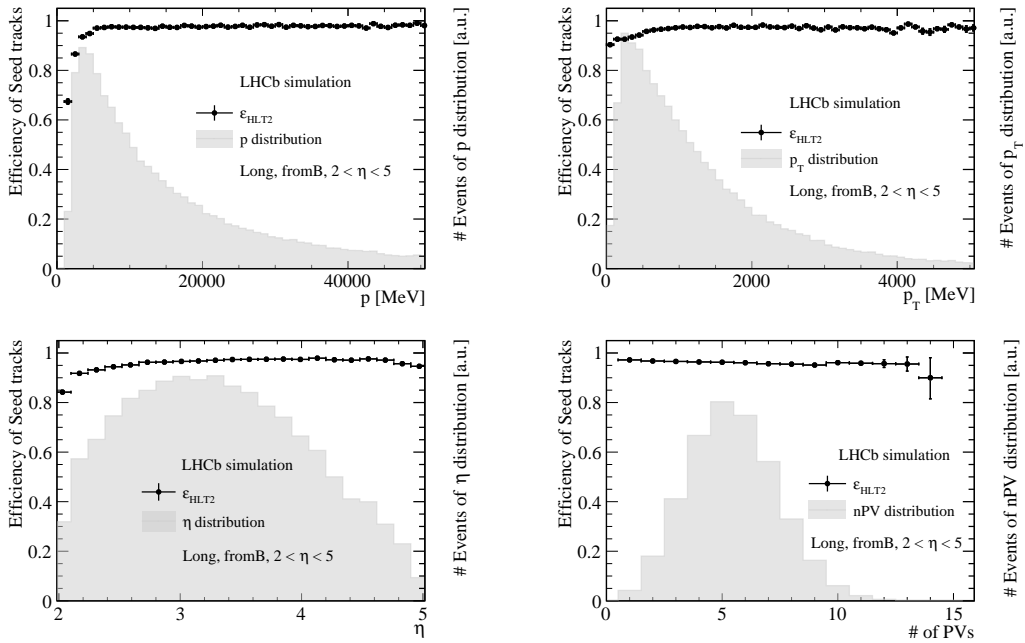 Efficiency of Seed tracks
1
0.8
0.6
0.4
0.2
0
LHCb simulation
ε_HLT2
p distribution
Long, fromB, 2 < η < 5
0 20000 40000
p [MeV]
# Events of p distribution [a.u.]
Efficiency of Seed tracks
1
0.8
0.6
0.4
0.2
0
LHCb simulation
ε_HLT2
p_T distribution
Long, fromB, 2 < η < 5
0 2000 4000
p_T [MeV]
# Events of p_T distribution [a.u.]
Efficiency of Seed tracks
1
0.8
0.6
0.4
0.2
0
LHCb simulation
ε_HLT2
η distribution
Long, fromB, 2 < η < 5
2 3 4 5
η
# Events of η distribution [a.u.]
Efficiency of Seed tracks
1
0.8
0.6
0.4
0.2
0
LHCb simulation
ε_HLT2
nPV distribution
Long, fromB, 2 < η < 5
0 5 10 15
# of PVs
# Events of nPV distribution [a.u.]